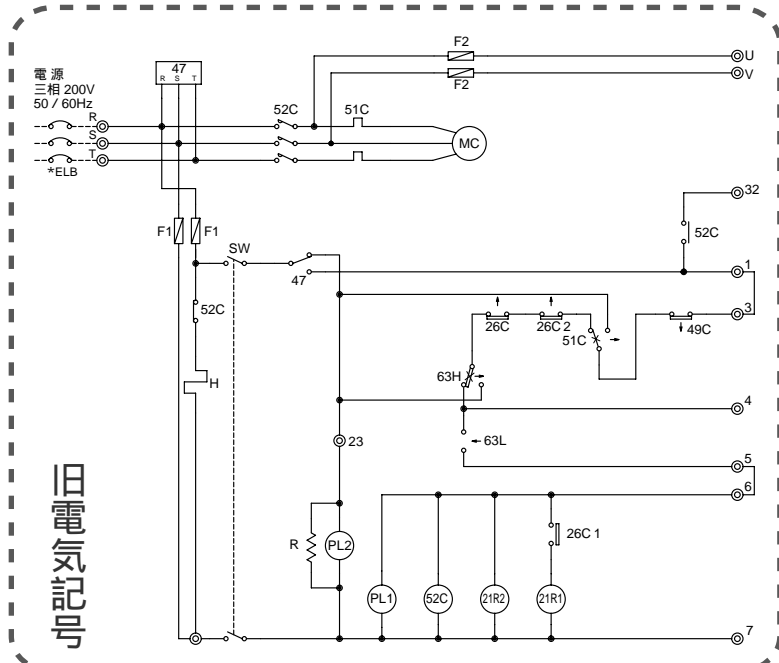 F2
U
F2
V
電 源
三相 200V
50 / 60Hz
47
R S T
R
S
T
*ELB
52C
51C
MC
32
52C
F1
F1
SW
47
1
3
52C
26C
26C 2
51C
49C
63H
H
4
63L
23
5
6
R
PL2
26C 1
PL1
52C
21R2
21R1
7
旧電気記号